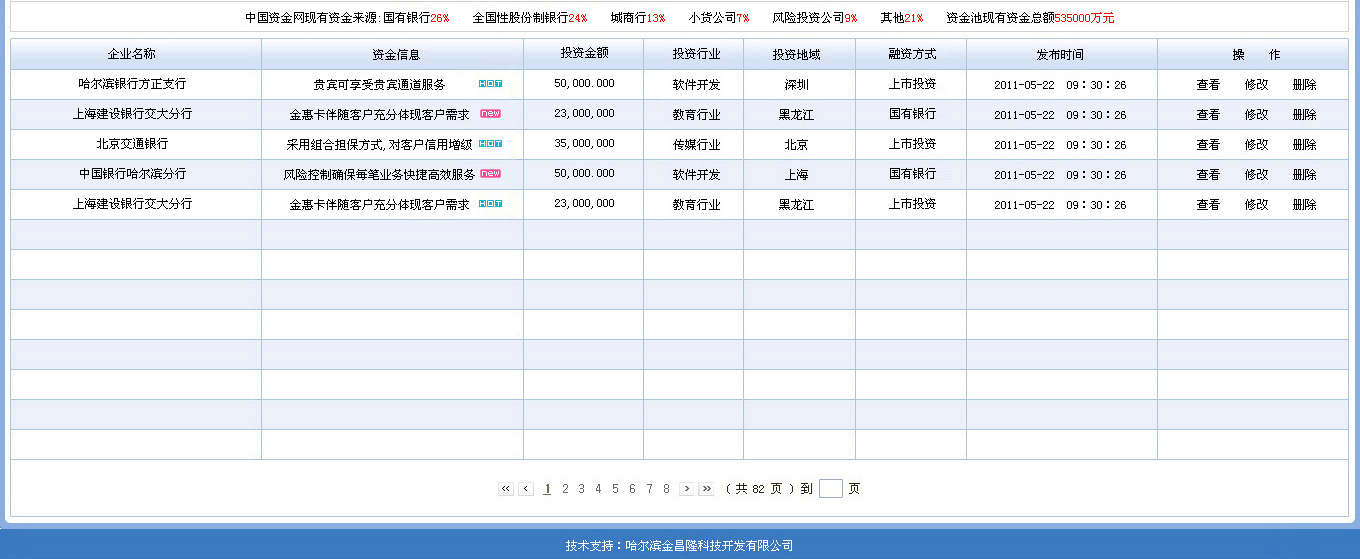 中国资金网现有资金来源:国有银行26% 全国性股份制银行24% 城商行13% 小货公司7% 风险投资公司9% 其他21% 资金池现有资金总额535000万元
企业名称 资金信息 投资金额 投资行业 投资地域 融资方式 发布时间 操 作
哈尔滨银行方正支行 贵宾可享受贵宾通道服务 HOT 50,000.000 软件开发 深圳 上市投资 2011-05-22 09:30:26 查看 修改 删除
上海建设银行交大分行 金惠卡伴随客户充分体现客户需求 new 23,000,000 教育行业 黑龙江 国有银行 2011-05-22 09:30:26 查看 修改 删除
北京交通银行 采用组合担保方式,对客户信用增级 HOT 35,000,000 传媒行业 北京 上市投资 2011-05-22 09:30:26 查看 修改 删除
中国银行哈尔滨分行 风险控制确保每笔业务快捷高效服务 new 50,000.000 软件开发 上海 国有银行 2011-05-22 09:30:26 查看 修改 删除
上海建设银行交大分行 金惠卡伴随客户充分体现客户需求 HOT 23,000,000 教育行业 黑龙江 上市投资 2011-05-22 09:30:26 查看 修改 删除
« ‹ 1 2 3 4 5 6 7 8 › » ( 共 82 页 ) 到 页
技术支持：哈尔滨金昌隆科技开发有限公司